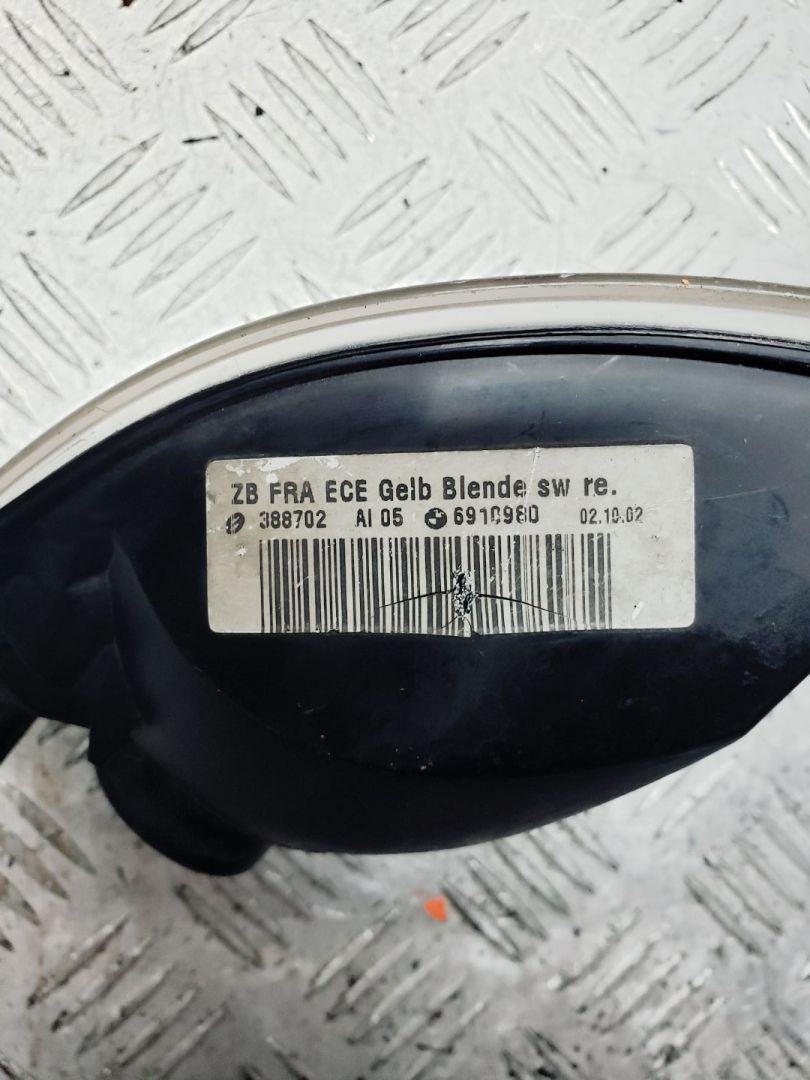 ZB FRA ECE Gelb Blende sw re.
388702 AI 05 6910980 02.10.02